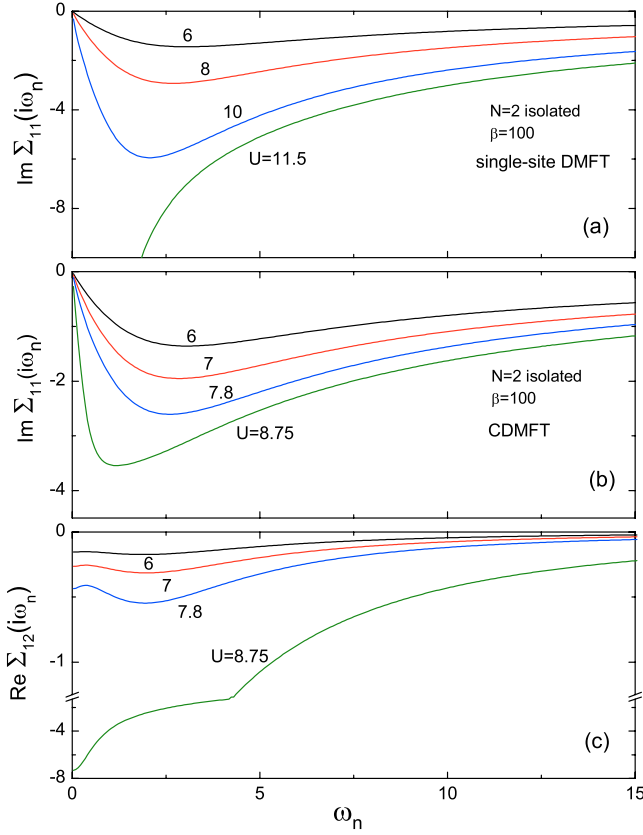 0
-4
-8
Im Σ₁₁(iωₙ)
6
8
10
U=11.5
N=2 isolated
β=100
single-site DMFT
(a)
0
-2
-4
Im Σ₁₁(iωₙ)
6
7
7.8
U=8.75
N=2 isolated
β=100
CDMFT
(b)
0
-1
-4
-8
Re Σ₁₂(iωₙ)
6
7
7.8
U=8.75
(c)
0 5 10 15
ωₙ